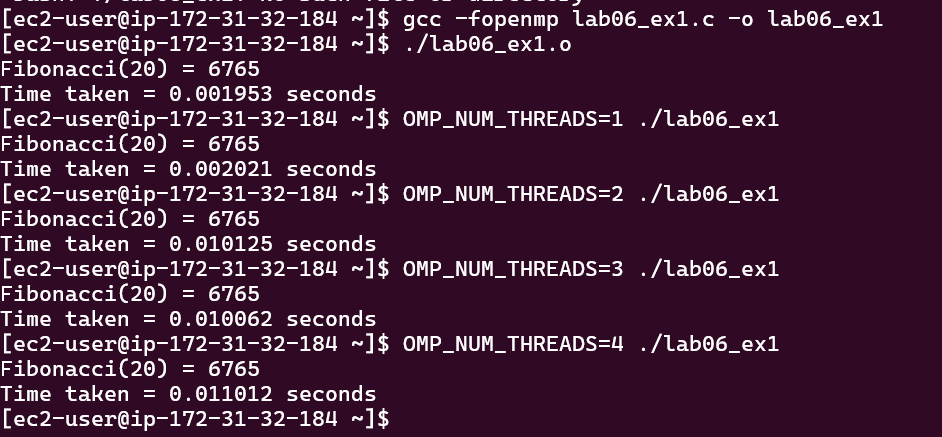 [ec2-user@ip-172-31-32-184 ~]$ gcc -fopenmp lab06_ex1.c -o lab06_ex1
[ec2-user@ip-172-31-32-184 ~]$ ./lab06_ex1.o
Fibonacci(20) = 6765
Time taken = 0.001953 seconds
[ec2-user@ip-172-31-32-184 ~]$ OMP_NUM_THREADS=1 ./lab06_ex1
Fibonacci(20) = 6765
Time taken = 0.002021 seconds
[ec2-user@ip-172-31-32-184 ~]$ OMP_NUM_THREADS=2 ./lab06_ex1
Fibonacci(20) = 6765
Time taken = 0.010125 seconds
[ec2-user@ip-172-31-32-184 ~]$ OMP_NUM_THREADS=3 ./lab06_ex1
Fibonacci(20) = 6765
Time taken = 0.010062 seconds
[ec2-user@ip-172-31-32-184 ~]$ OMP_NUM_THREADS=4 ./lab06_ex1
Fibonacci(20) = 6765
Time taken = 0.011012 seconds
[ec2-user@ip-172-31-32-184 ~]$